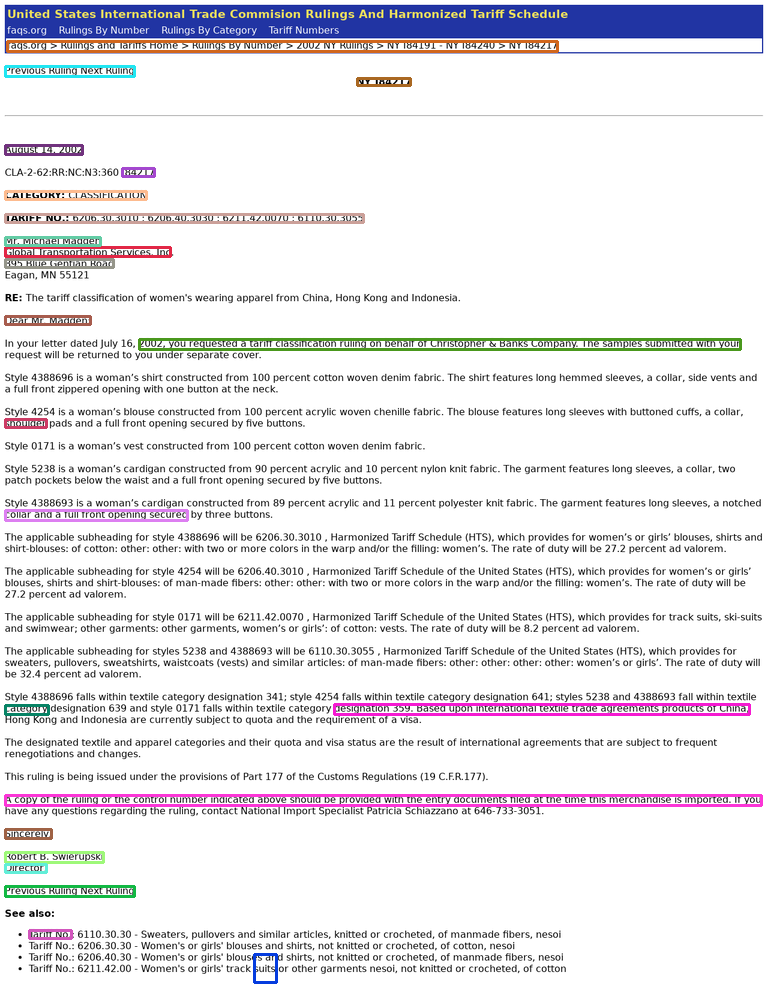 United States International Trade Commision Rulings And Harmonized Tariff Schedule
faqs.org Rulings By Number Rulings By Category Tariff Numbers
faqs.org > Rulings and Tariffs Home > Rulings By Number > 2002 NY Rulings > NY I84191 - NY I84240 > NY I84217
Previous Ruling Next Ruling
NY I84217
August 14, 2002
CLA-2-62:RR:NC:N3:360 I84217
CATEGORY: CLASSIFICATION
TARIFF NO.: 6206.30.3010 ; 6206.40.3030 ; 6211.42.0070 ; 6110.30.3055
Mr. Michael Madden
Global Transportation Services, Inc.
895 Blue Gentian Road
Eagan, MN 55121
RE: The tariff classification of women's wearing apparel from China, Hong Kong and Indonesia.
Dear Mr. Madden:
In your letter dated July 16, 2002, you requested a tariff classification ruling on behalf of Christopher & Banks Company. The samples submitted with your
request will be returned to you under separate cover.
Style 4388696 is a woman’s shirt constructed from 100 percent cotton woven denim fabric. The shirt features long hemmed sleeves, a collar, side vents and
a full front zippered opening with one button at the neck.
Style 4254 is a woman’s blouse constructed from 100 percent acrylic woven chenille fabric. The blouse features long sleeves with buttoned cuffs, a collar,
shoulder pads and a full front opening secured by five buttons.
Style 0171 is a woman’s vest constructed from 100 percent cotton woven denim fabric.
Style 5238 is a woman’s cardigan constructed from 90 percent acrylic and 10 percent nylon knit fabric. The garment features long sleeves, a collar, two
patch pockets below the waist and a full front opening secured by five buttons.
Style 4388693 is a woman’s cardigan constructed from 89 percent acrylic and 11 percent polyester knit fabric. The garment features long sleeves, a notched
collar and a full front opening secured by three buttons.
The applicable subheading for style 4388696 will be 6206.30.3010 , Harmonized Tariff Schedule (HTS), which provides for women’s or girls’ blouses, shirts and
shirt-blouses: of cotton: other: other: with two or more colors in the warp and/or the filling: women’s. The rate of duty will be 27.2 percent ad valorem.
The applicable subheading for style 4254 will be 6206.40.3010 , Harmonized Tariff Schedule of the United States (HTS), which provides for women’s or girls’
blouses, shirts and shirt-blouses: of man-made fibers: other: other: with two or more colors in the warp and/or the filling: women’s. The rate of duty will be
27.2 percent ad valorem.
The applicable subheading for style 0171 will be 6211.42.0070 , Harmonized Tariff Schedule of the United States (HTS), which provides for track suits, ski-suits
and swimwear; other garments: other garments, women’s or girls’: of cotton: vests. The rate of duty will be 8.2 percent ad valorem.
The applicable subheading for styles 5238 and 4388693 will be 6110.30.3055 , Harmonized Tariff Schedule of the United States (HTS), which provides for
sweaters, pullovers, sweatshirts, waistcoats (vests) and similar articles: of man-made fibers: other: other: other: other: women’s or girls’. The rate of duty will
be 32.4 percent ad valorem.
Style 4388696 falls within textile category designation 341; style 4254 falls within textile category designation 641; styles 5238 and 4388693 fall within textile
category designation 639 and style 0171 falls within textile category designation 359. Based upon international textile trade agreements products of China,
Hong Kong and Indonesia are currently subject to quota and the requirement of a visa.
The designated textile and apparel categories and their quota and visa status are the result of international agreements that are subject to frequent
renegotiations and changes.
This ruling is being issued under the provisions of Part 177 of the Customs Regulations (19 C.F.R.177).
A copy of the ruling or the control number indicated above should be provided with the entry documents filed at the time this merchandise is imported. If you
have any questions regarding the ruling, contact National Import Specialist Patricia Schiazzano at 646-733-3051.
Sincerely,
Robert B. Swierupski
Director,
Previous Ruling Next Ruling
See also:
• Tariff No.: 6110.30.30 - Sweaters, pullovers and similar articles, knitted or crocheted, of manmade fibers, nesoi
• Tariff No.: 6206.30.30 - Women's or girls' blouses and shirts, not knitted or crocheted, of cotton, nesoi
• Tariff No.: 6206.40.30 - Women's or girls' blouses and shirts, not knitted or crocheted, of manmade fibers, nesoi
• Tariff No.: 6211.42.00 - Women's or girls' track suits or other garments nesoi, not knitted or crocheted, of cotton